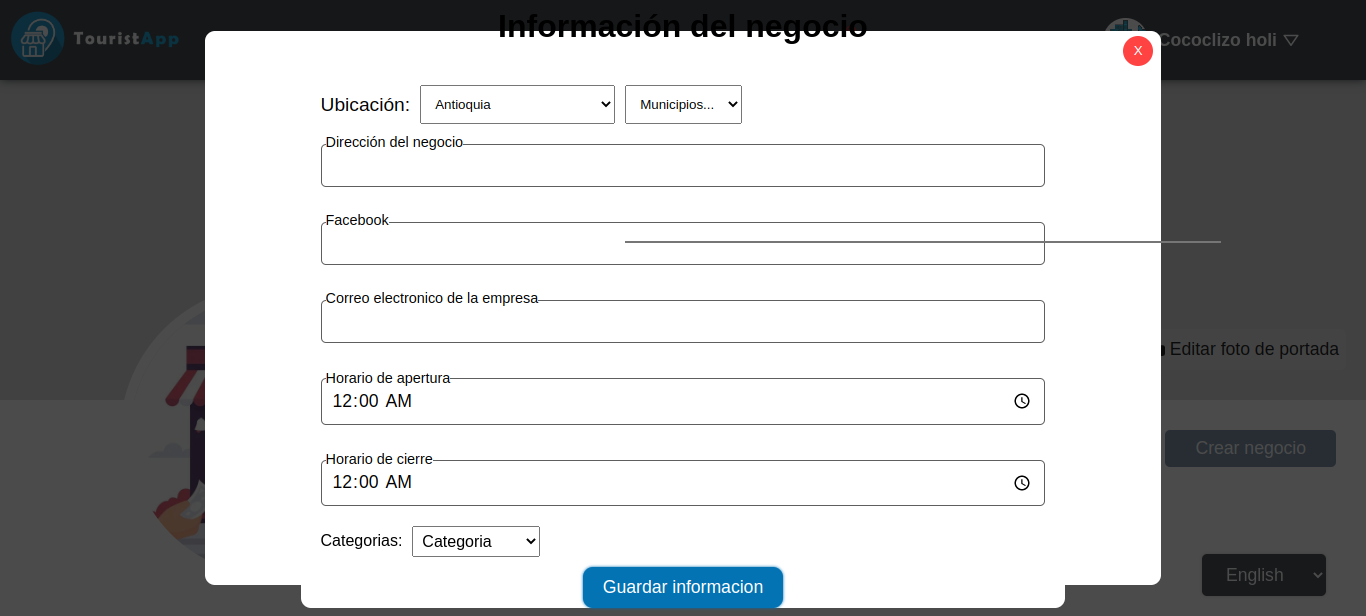 TouristApp
Información del negocio
Cococlizo holi
X
Ubicación: Antioquia Municipios...
Dirección del negocio
Facebook
Correo electronico de la empresa
Editar foto de portada
Horario de apertura
12:00 AM
Crear negocio
Horario de cierre
12:00 AM
Categorias: Categoria
English
Guardar informacion